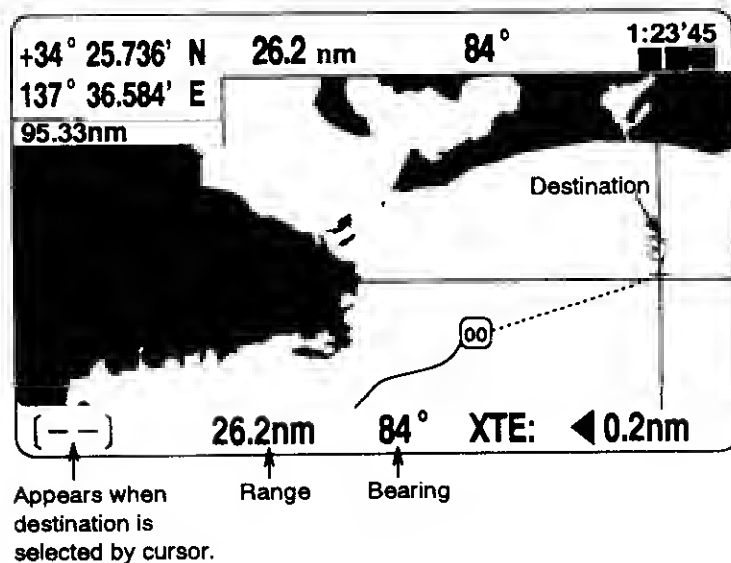 +34° 25.736' N 26.2 nm 84° 1:23'45
137° 36.584' E
95.33nm
Destination
00
[--] 26.2nm 84° XTE: ◀0.2nm
Appears when
destination is
selected by cursor.
Range
Bearing